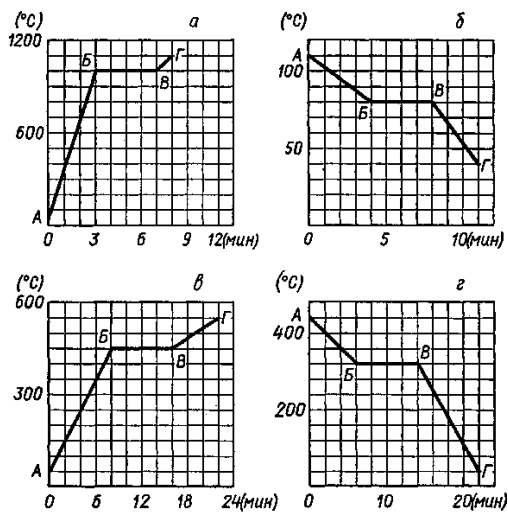 (°С) а
1200
Б Г
В
600
А
0 3 6 9 12(мин)
(°С) б
А
100
Б В
50
Г
0 5 10(мин)
(°С) в
600
Б Г
В
300
А
0 6 12 18 24(мин)
(°С) г
А
400
Б В
200
Г
0 10 20(мин)